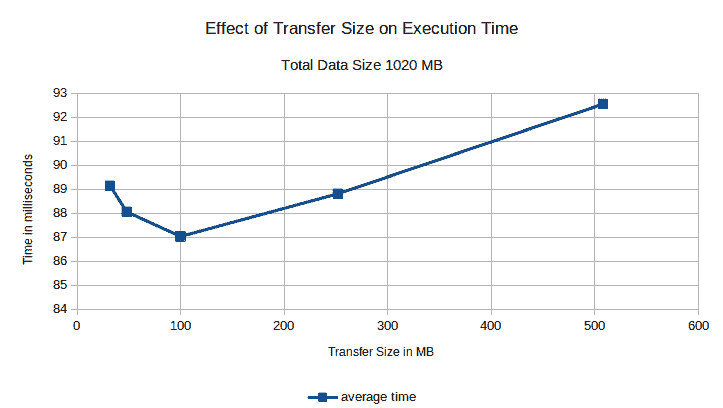 Effect of Transfer Size on Execution Time
Total Data Size 1020 MB
93
92
91
90
89
88
87
86
85
84
Time in milliseconds
0 100 200 300 400 500 600
Transfer Size in MB
average time